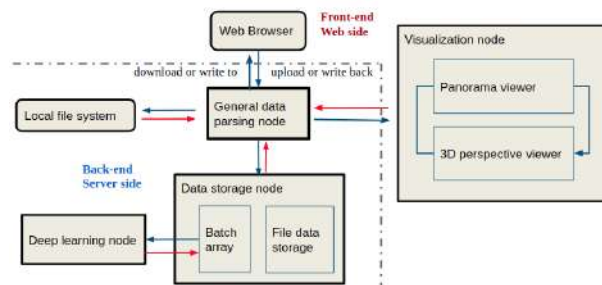 Web Browser
Front-end
Web side
Visualization node
download or write to
upload or write back
Panorama viewer
Local file system
General data
parsing node
3D perspective viewer
Back-end
Server side
Data storage node
Deep learning node
Batch
array
File data
storage